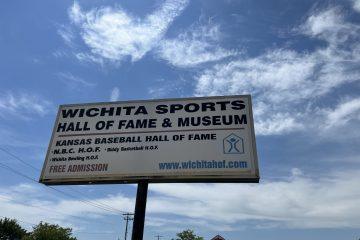 WICHITA SPORTS
HALL OF FAME & MUSEUM
KANSAS BASEBALL HALL OF FAME
• N.B.C. H.O.F. • Biddy Basketball H.O.F.
• Wichita Bowling H.O.F.
FREE ADMISSION www.wichitahof.com